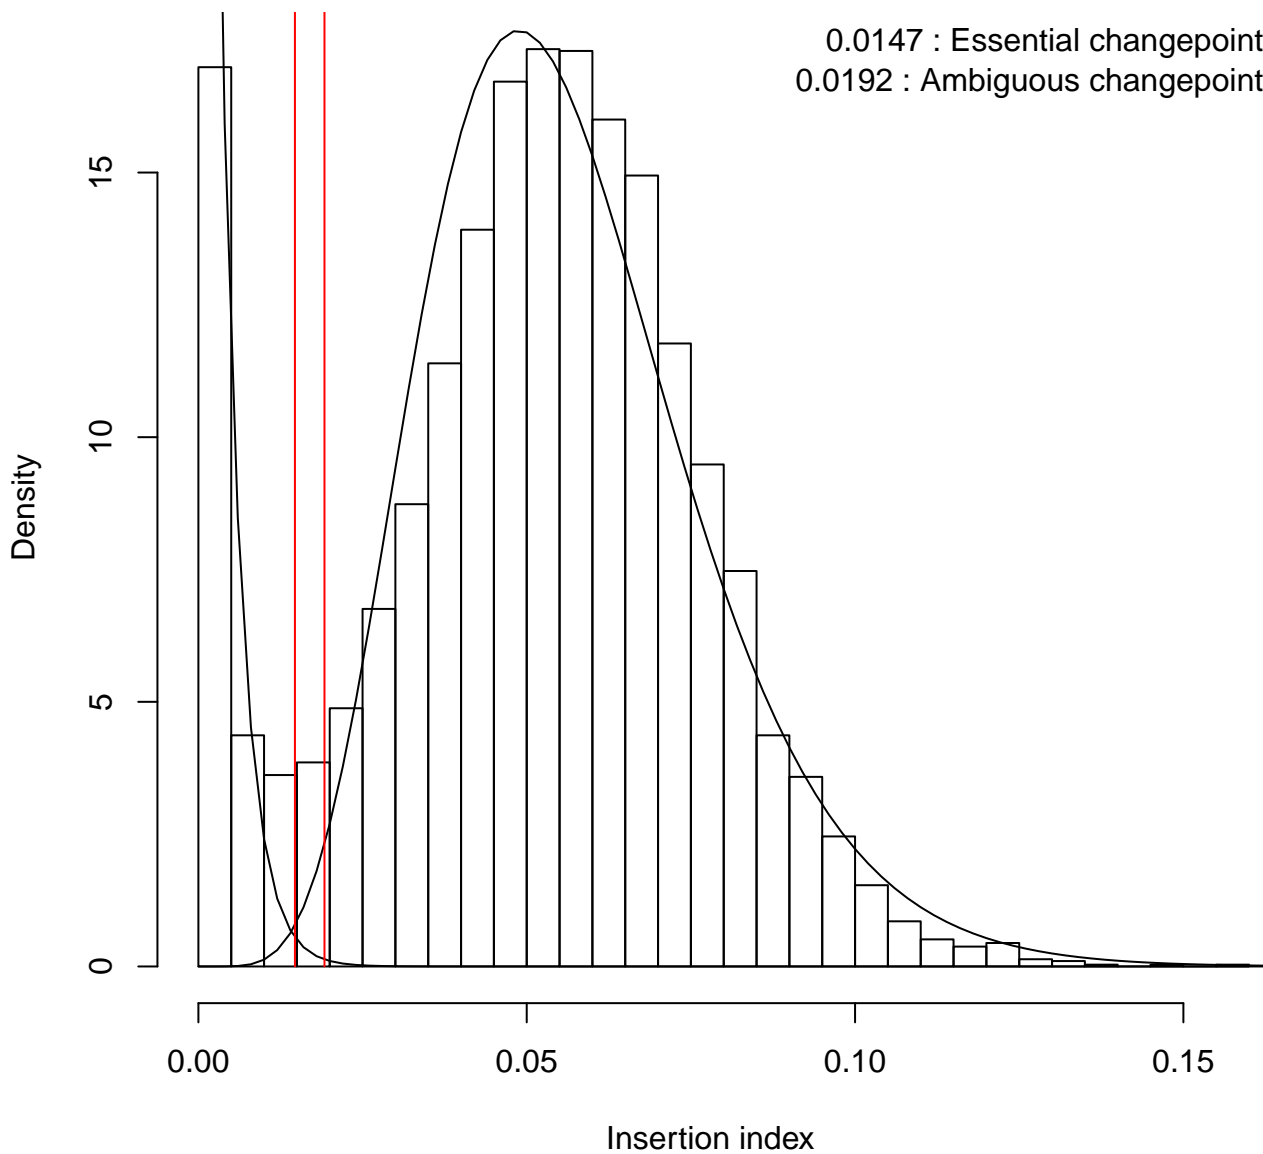 0.0147 : Essential changepoint
0.0192 : Ambiguous changepoint
15
10
5
0
Density
0.00 0.05 0.10 0.15
Insertion index